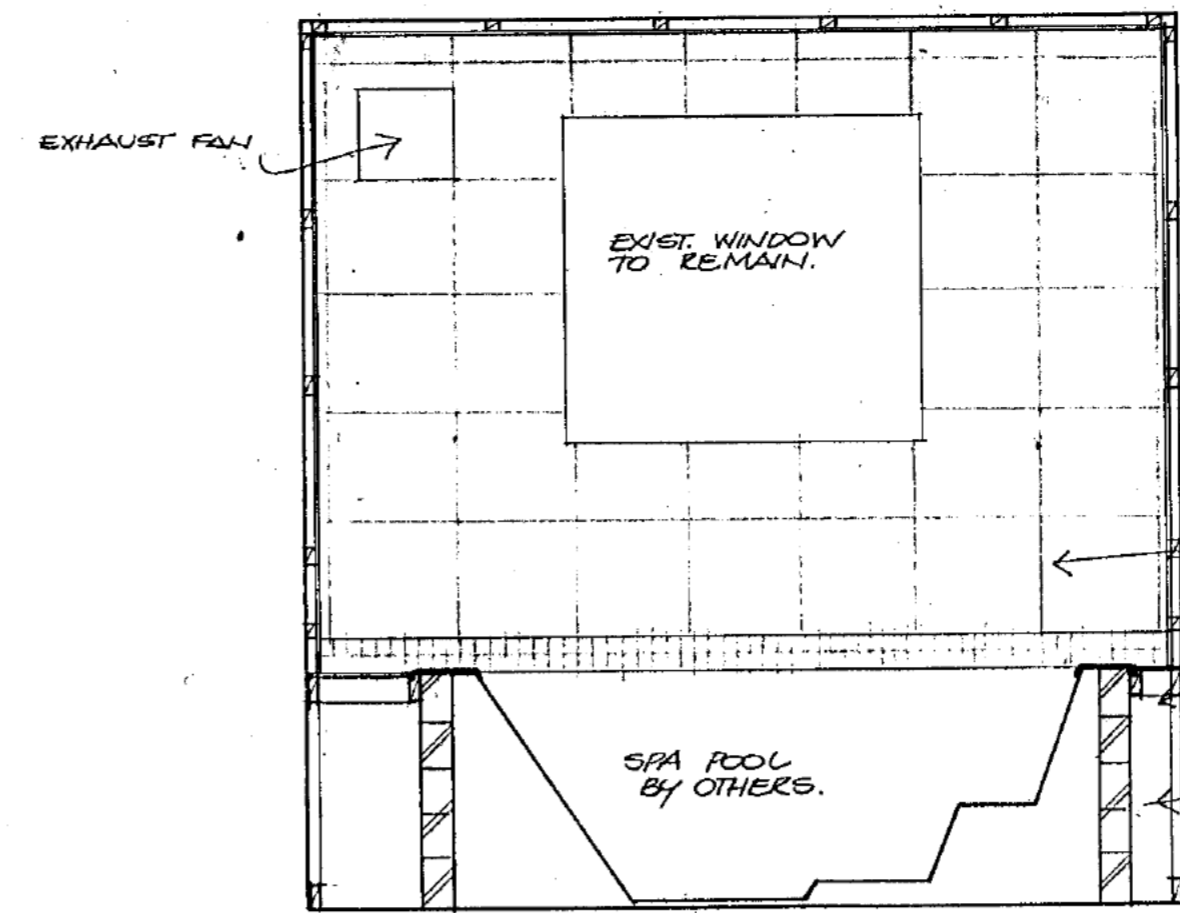 EXHAUST FAN
EXIST. WINDOW
TO REMAIN.
SPA POOL
BY OTHERS.